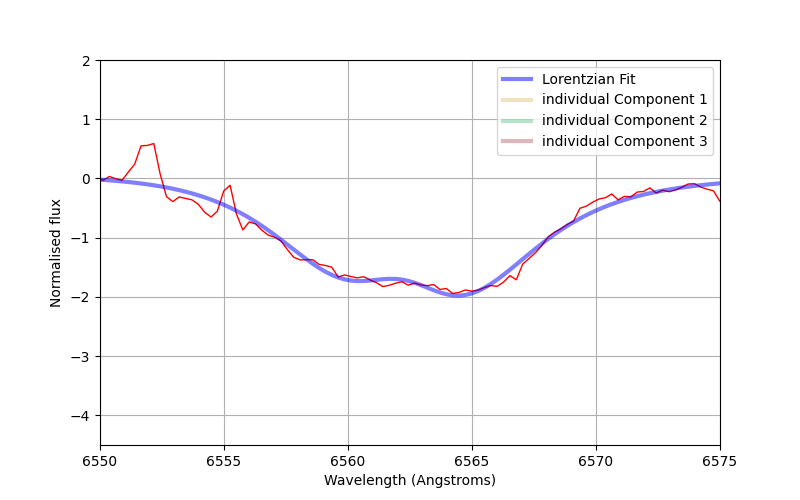 2
1
0
−1
−2
−3
−4
Normalised flux
Lorentzian Fit
individual Component 1
individual Component 2
individual Component 3
6550 6555 6560 6565 6570 6575
Wavelength (Angstroms)